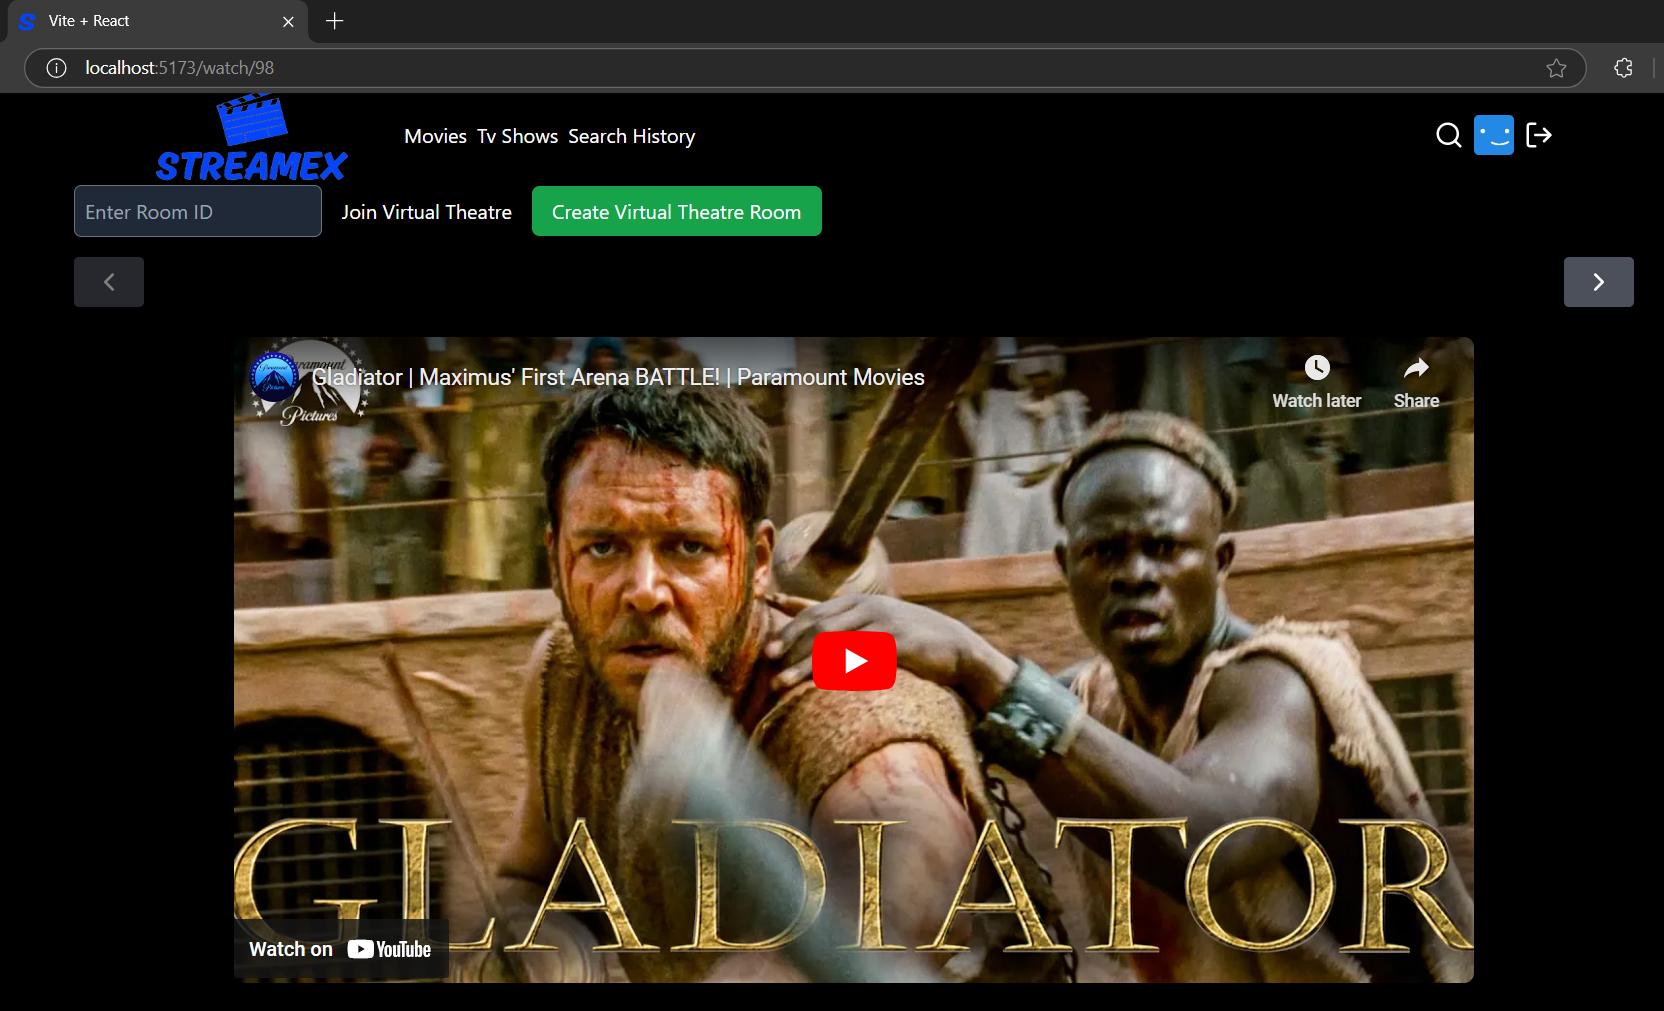 Vite + React
localhost:5173/watch/98
STREAMEX
Movies Tv Shows Search History
Enter Room ID
Join Virtual Theatre
Create Virtual Theatre Room
Paramount
Pictures
Gladiator | Maximus' First Arena BATTLE! | Paramount Movies
Watch later
Share
GLADIATOR
Watch on YouTube